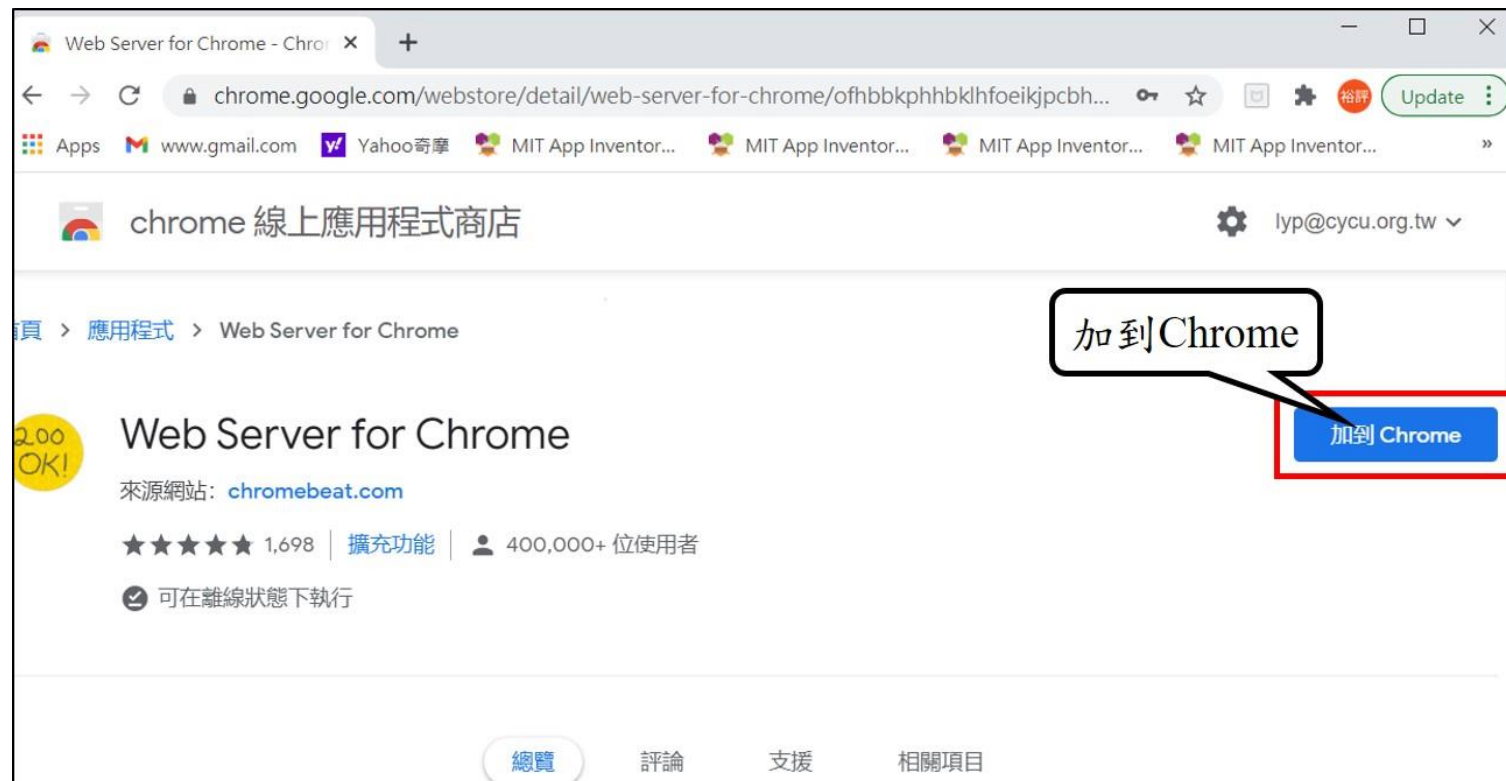 Web Server for Chrome - Chror
chrome.google.com/webstore/detail/web-server-for-chrome/ofhbbkphhbklhfoeikjpcbh...
裕評
Update
Apps
www.gmail.com
Yahoo奇摩
MIT App Inventor...
MIT App Inventor...
MIT App Inventor...
MIT App Inventor...
»
chrome 線上應用程式商店
lyp@cycu.org.tw
首頁 > 應用程式 > Web Server for Chrome
加到Chrome
200
OK!
Web Server for Chrome
加到 Chrome
來源網站: chromebeat.com
1,698 | 擴充功能 | 400,000+ 位使用者
可在離線狀態下執行
總覽 評論 支援 相關項目